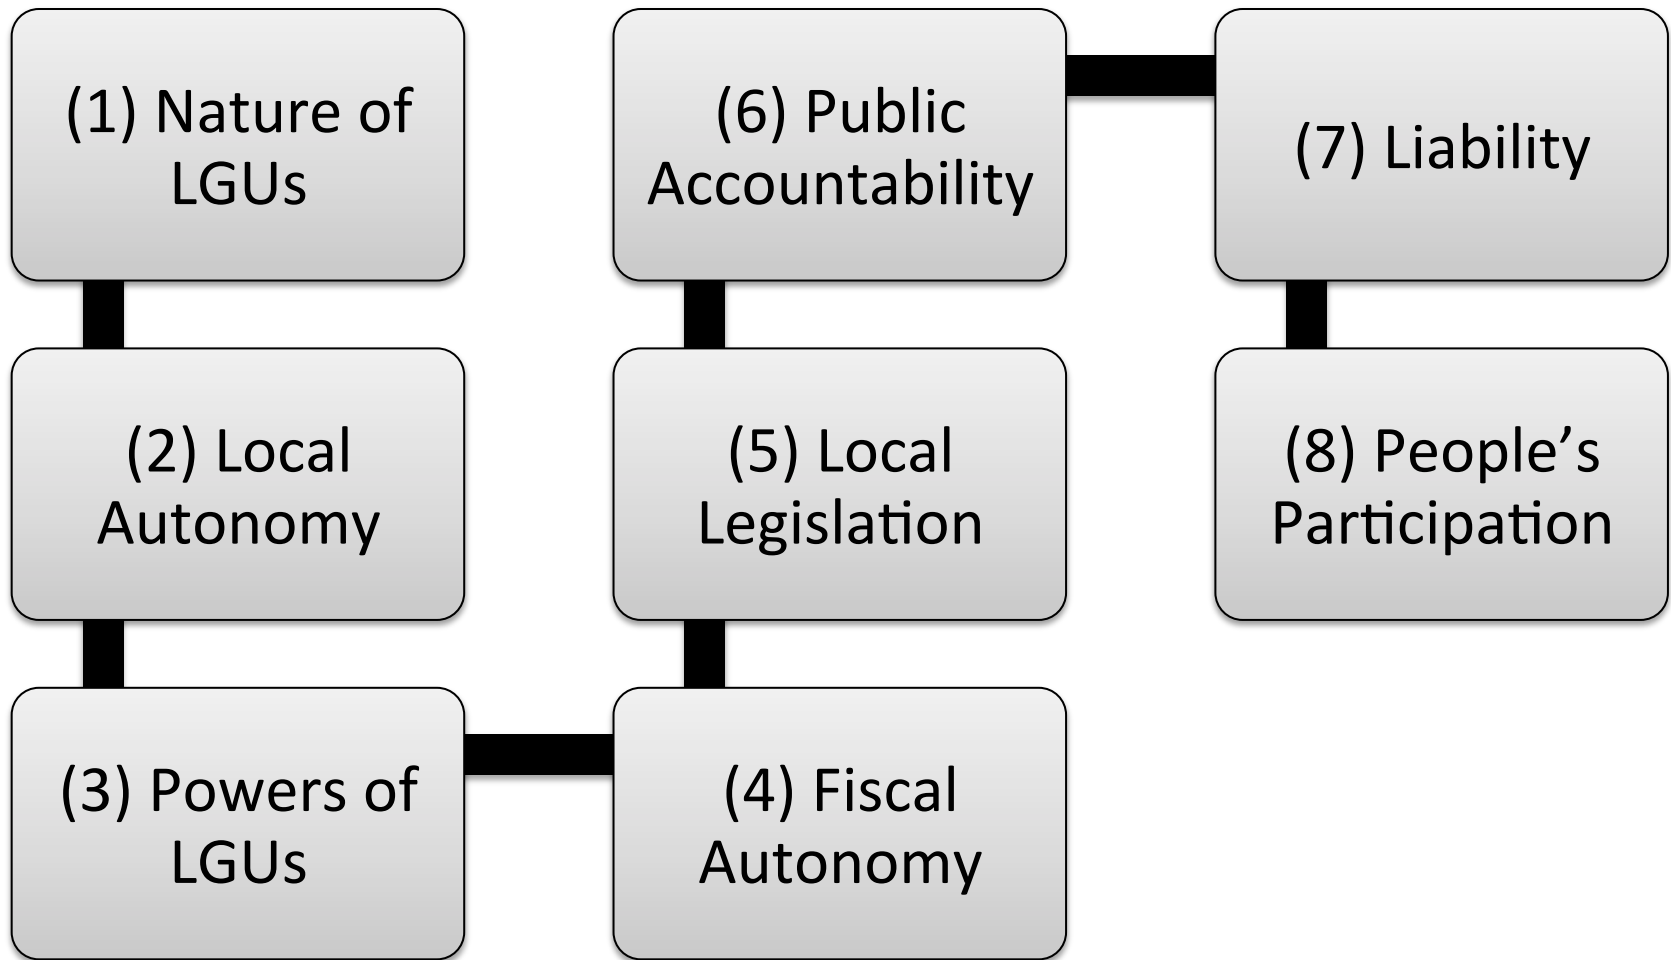 (1) Nature of
LGUs
(2) Local
Autonomy
(3) Powers of
LGUs
(4) Fiscal
Autonomy
(5) Local
Legislation
(6) Public
Accountability
(7) Liability
(8) People’s
Participation